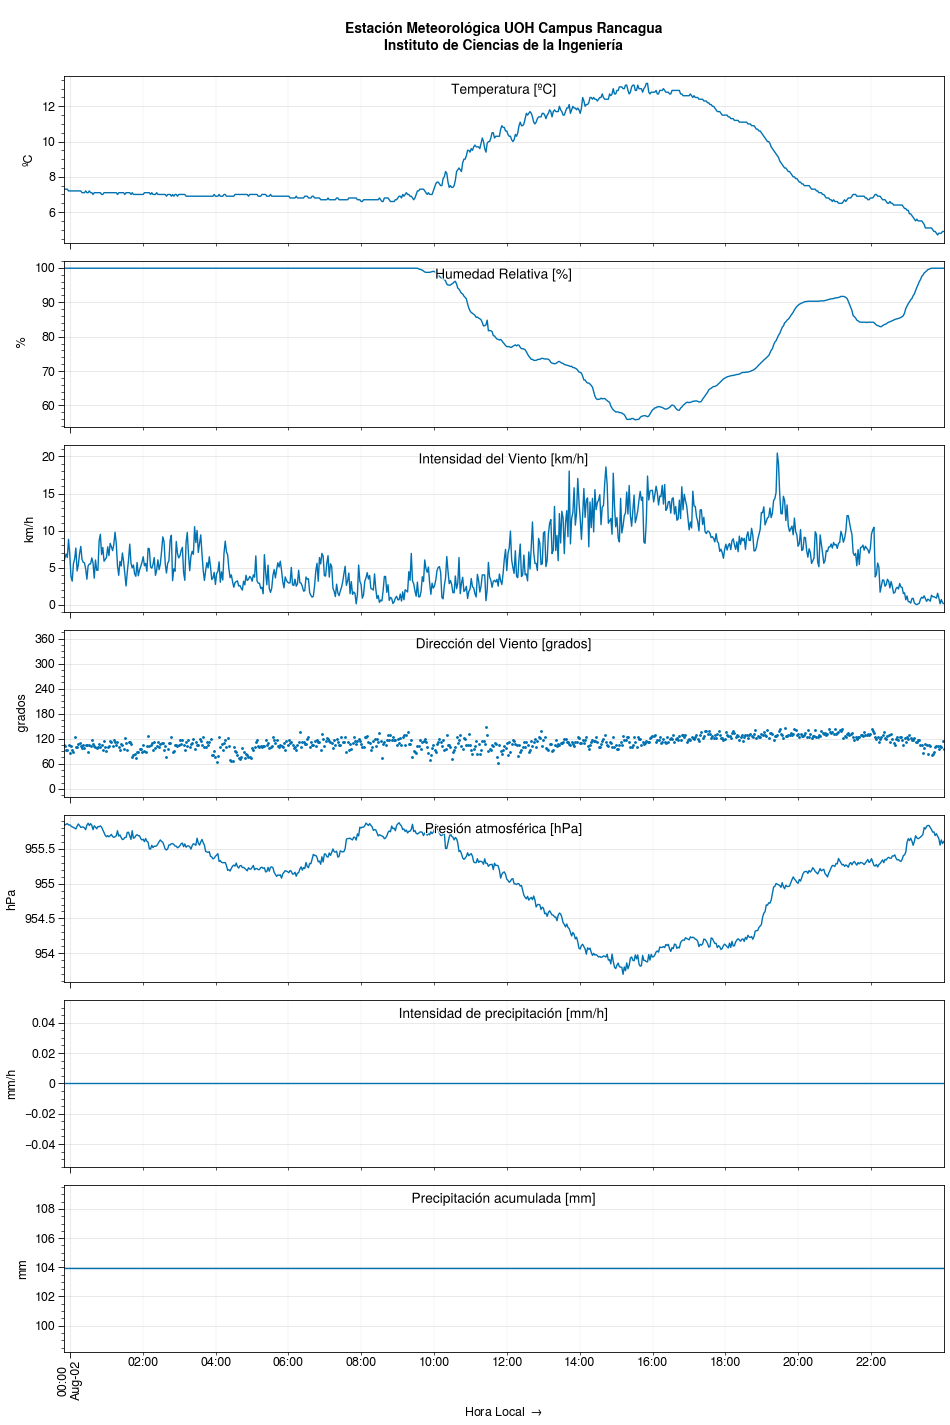 Estación Meteorológica UOH Campus Rancagua
Instituto de Ciencias de la Ingeniería
Temperatura [ºC]
ºC
12
10
8
6
Humedad Relativa [%]
%
100
90
80
70
60
Intensidad del Viento [km/h]
km/h
20
15
10
5
0
Dirección del Viento [grados]
grados
360
300
240
180
120
60
0
Presión atmosférica [hPa]
hPa
955.5
955
954.5
954
Intensidad de precipitación [mm/h]
mm/h
0.04
0.02
0
−0.02
−0.04
Precipitación acumulada [mm]
mm
108
106
104
102
100
00:00
Aug-02
02:00
04:00
06:00
08:00
10:00
12:00
14:00
16:00
18:00
20:00
22:00
Hora Local →